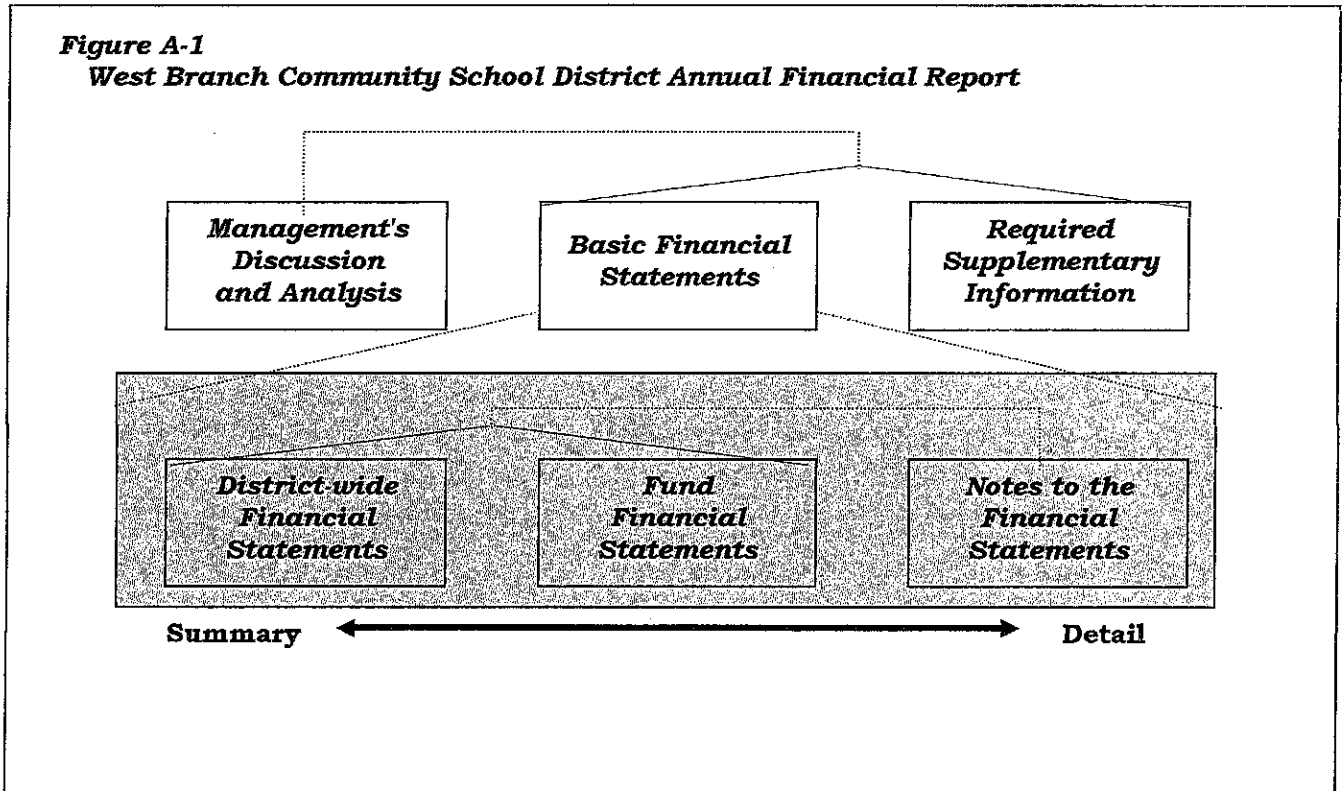 Figure A-1
West Branch Community School District Annual Financial Report
Management's
Discussion
and Analysis
Basic Financial
Statements
Required
Supplementary
Information
District-wide
Financial
Statements
Fund
Financial
Statements
Notes to the
Financial
Statements
Summary
Detail